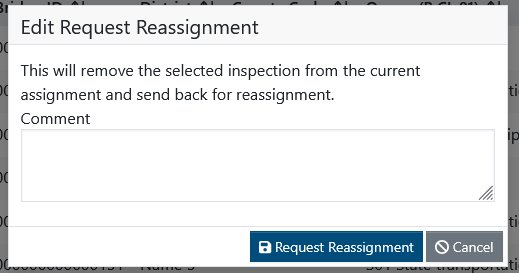 Edit Request Reassignment
This will remove the selected inspection from the current
assignment and send back for reassignment.
Comment
Request Reassignment Cancel